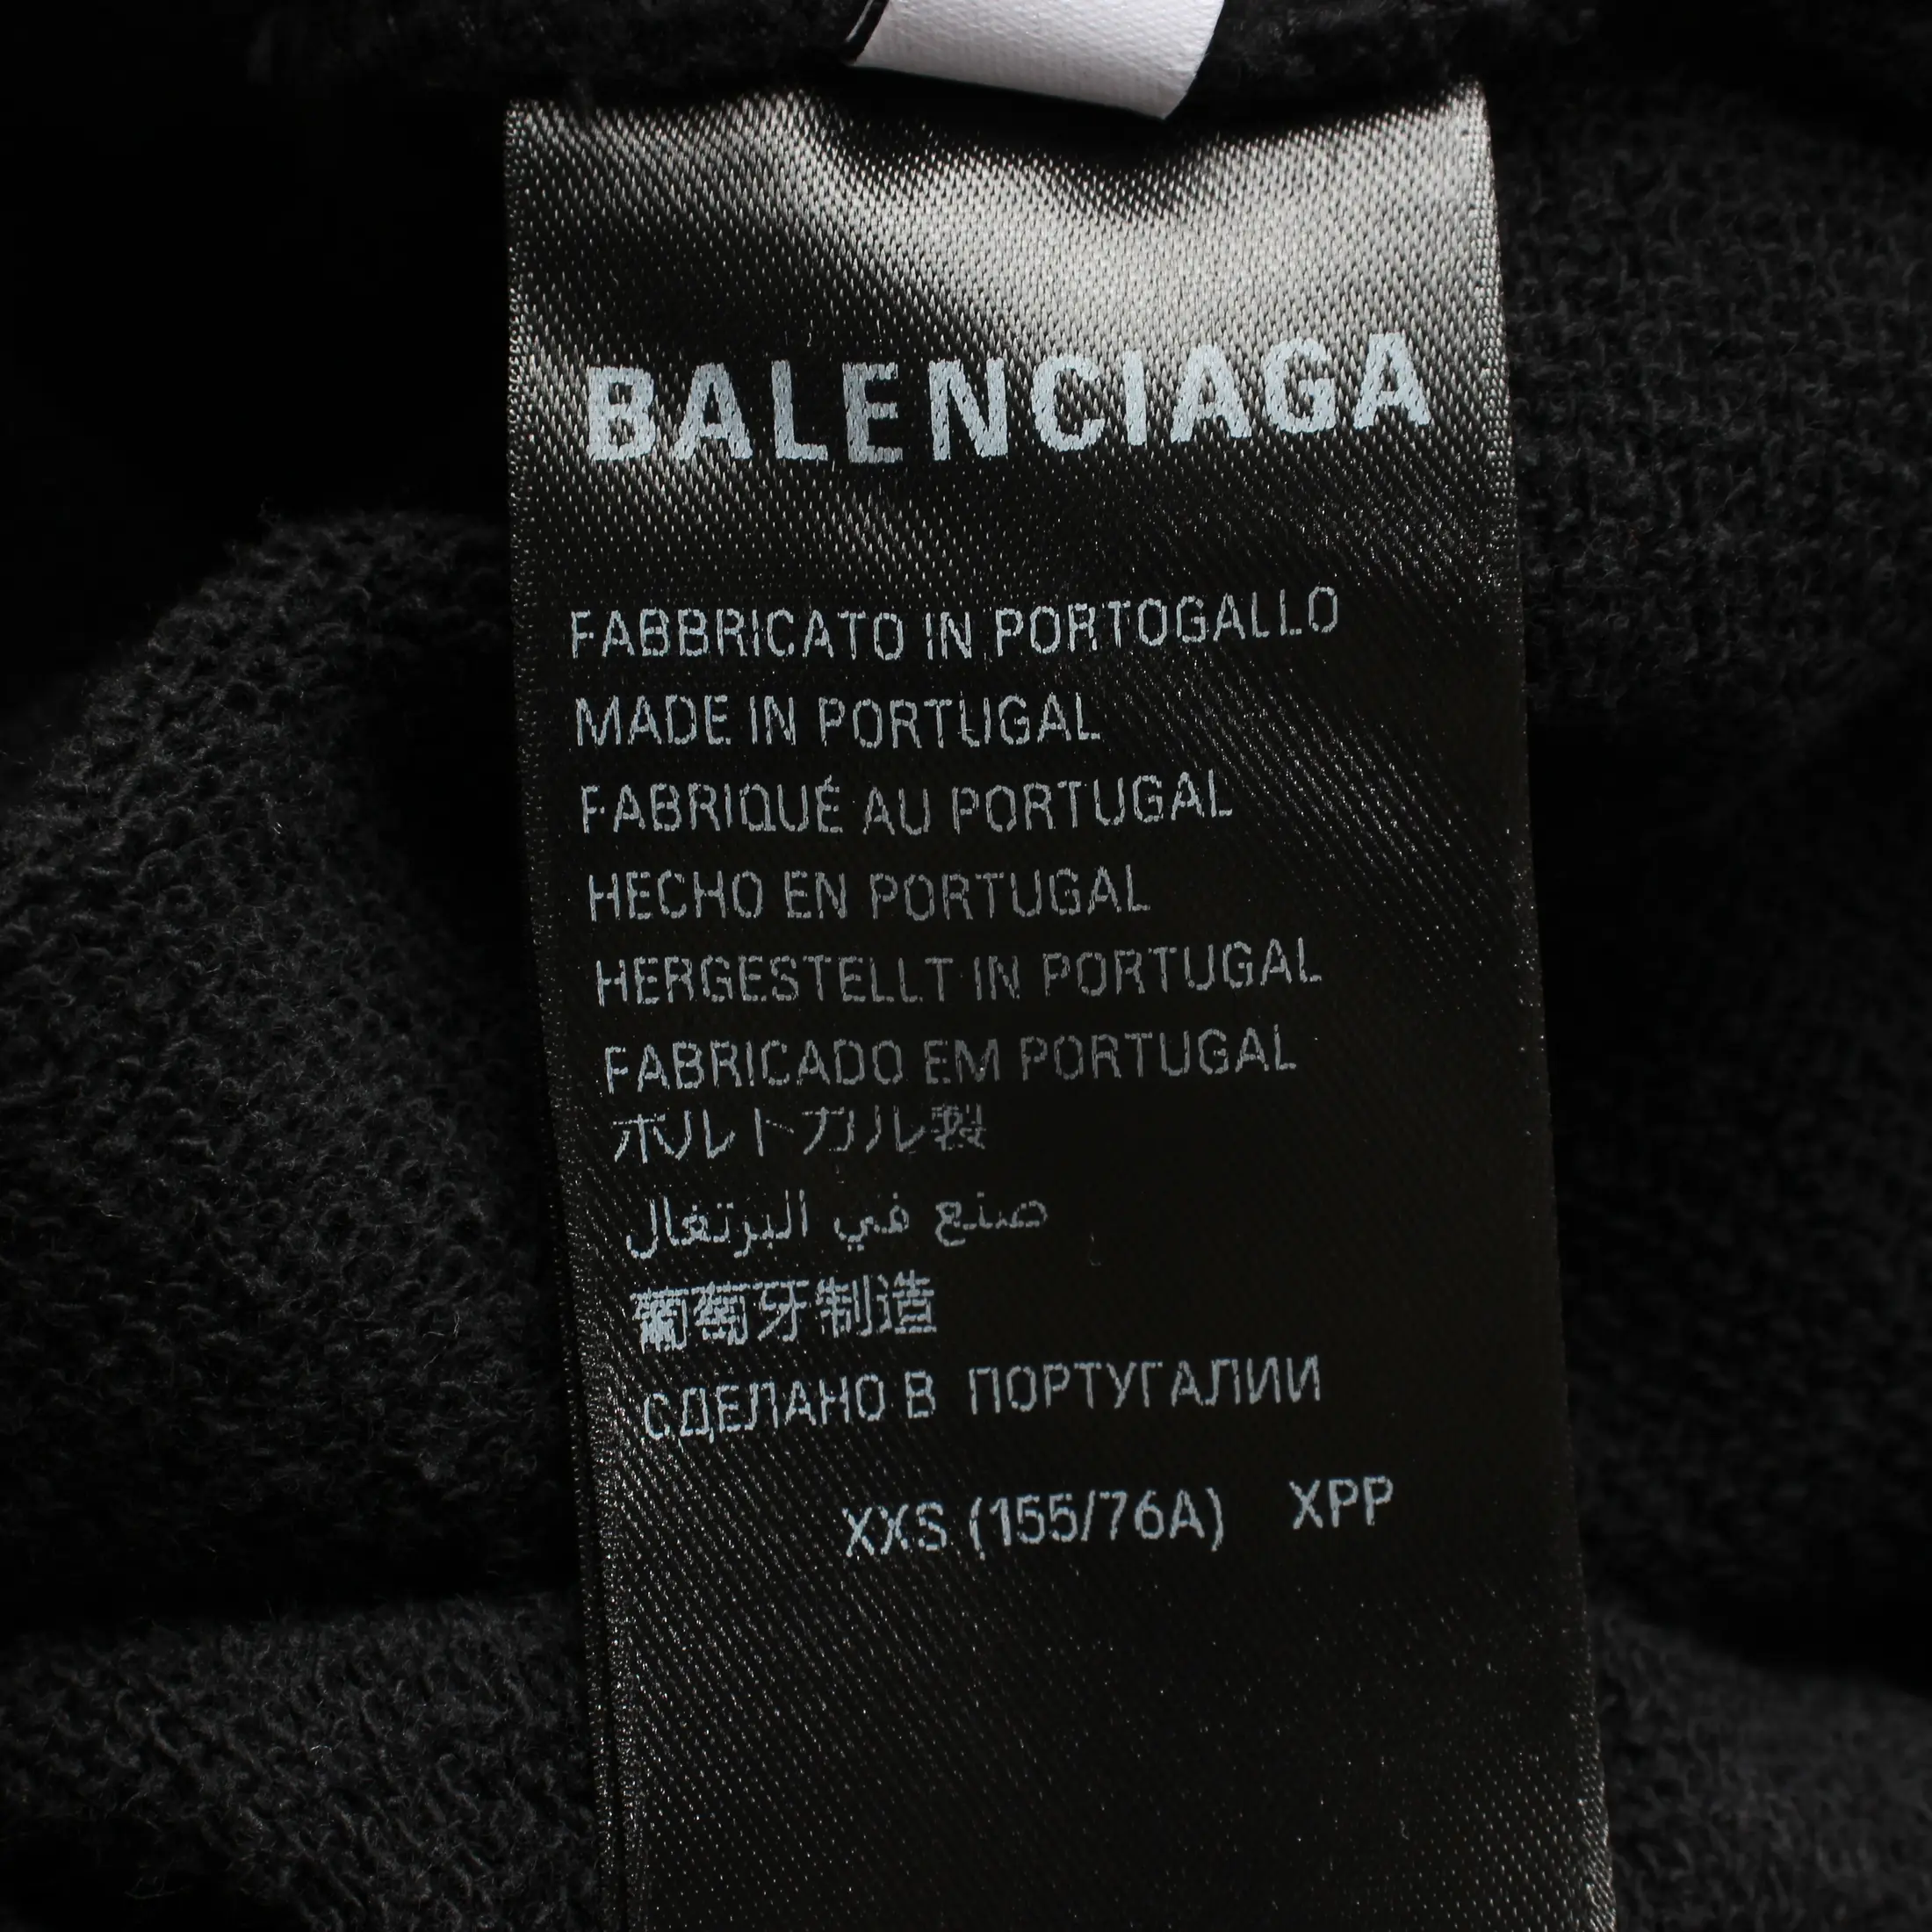 BALENCIAGA
FABBRICATO IN PORTOGALLO
MADE IN PORTUGAL
FABRIQUÉ AU PORTUGAL
HECHO EN PORTUGAL
HERGESTELLT IN PORTUGAL
FABRICADO EM PORTUGAL
ポルトガル製
صنع في البرتغال
葡萄牙制造
СДЕЛАНО В ПОРТУГАЛИИ
XXS (155/76A) XPP